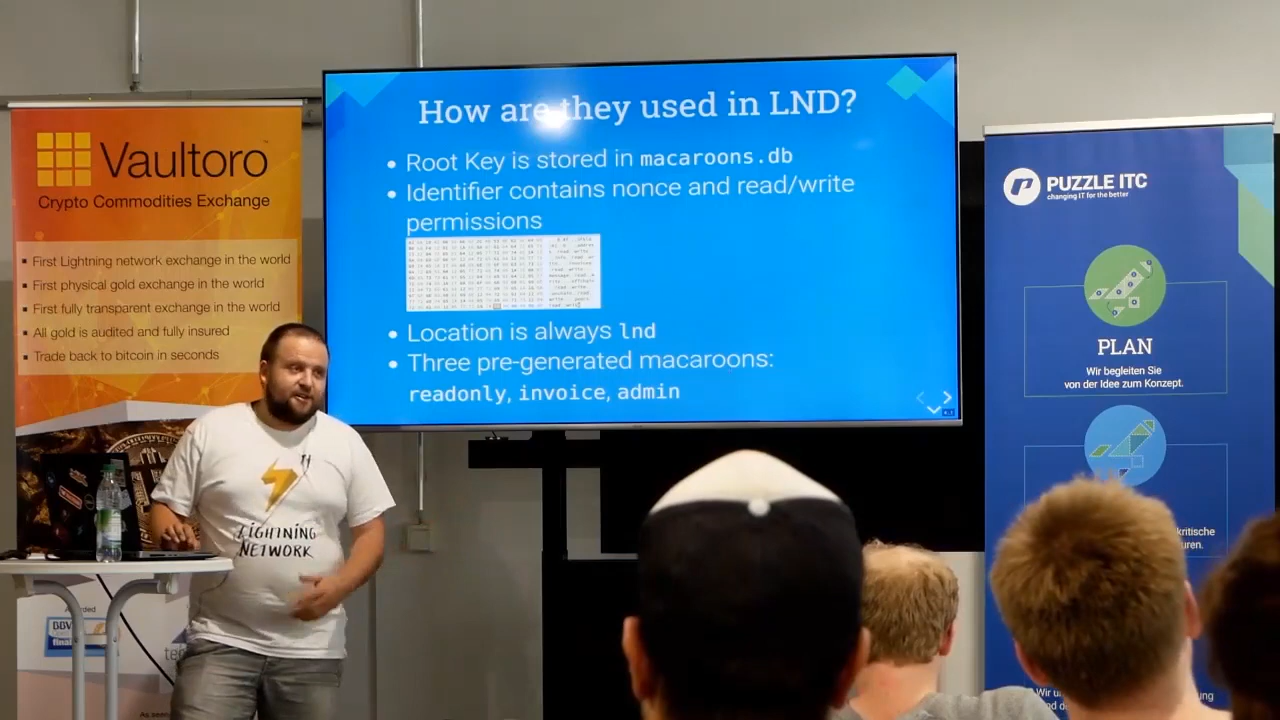 Vaultoro
Crypto Commodities Exchange
First Lightning network exchange in the world
First physical gold exchange in the world
First fully transparent exchange in the world
All gold is audited and fully insured
Trade back to bitcoin in seconds
How are they used in LND?
Root Key is stored in macaroons.db
Identifier contains nonce and read/write
permissions
Location is always lnd
Three pre-generated macaroons:
readonly, invoice, admin
LIGHTNING
NETWORK
PUZZLE ITC
changing IT for the better
PLAN
Wir begleiten Sie
von der Idee zum Konzept.
kritische
BBV
final
Wir